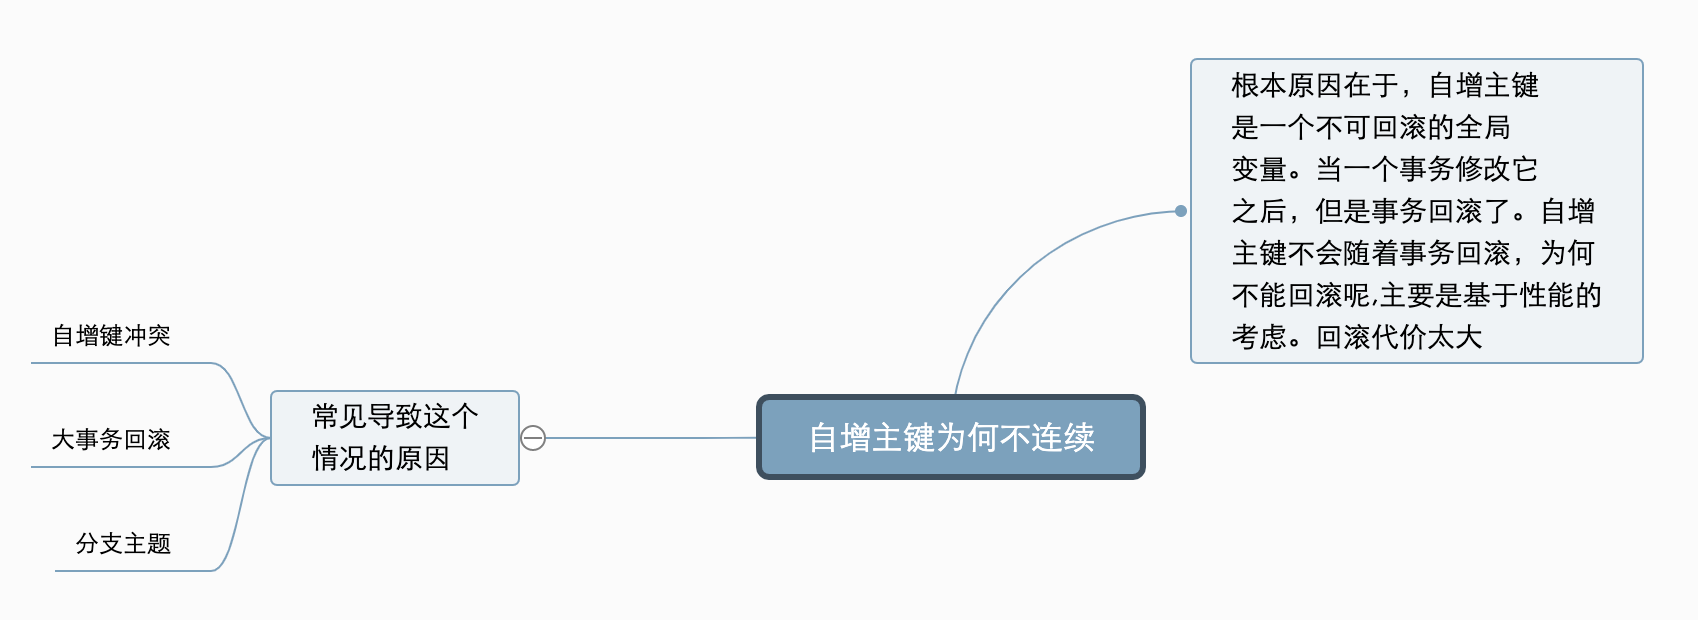 根本原因在于，自增主键
是一个不可回滚的全局
变量。当一个事务修改它
之后，但是事务回滚了。自增
主键不会随着事务回滚，为何
不能回滚呢,主要是基于性能的
考虑。回滚代价太大
自增键冲突
大事务回滚
分支主题
常见导致这个
情况的原因
自增主键为何不连续